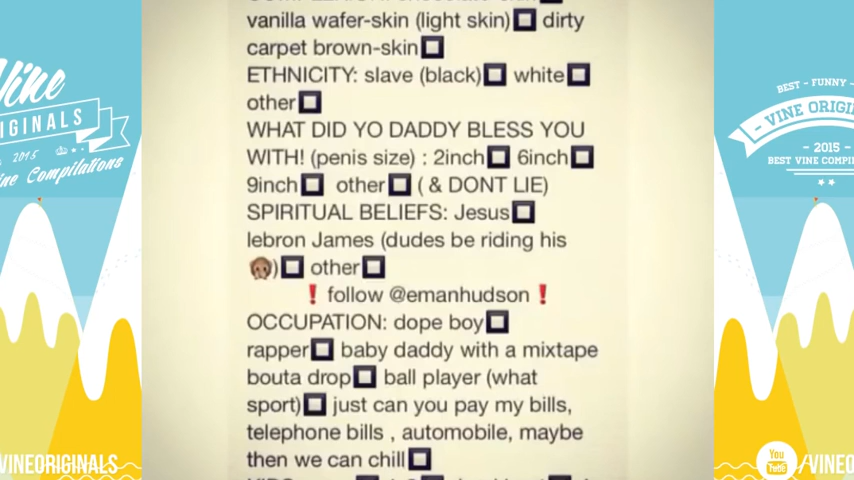 vanilla wafer-skin (light skin)🔲 dirty
carpet brown-skin🔲
ETHNICITY: slave (black)🔲 white🔲
other🔲
WHAT DID YO DADDY BLESS YOU
WITH! (penis size) : 2inch🔲 6inch🔲
9inch🔲 other🔲 ( & DONT LIE)
SPIRITUAL BELIEFS: Jesus🔲
lebron James (dudes be riding his
🙊)🔲 other🔲
❗ follow @emanhudson ❗
OCCUPATION: dope boy🔲
rapper🔲 baby daddy with a mixtape
bouta drop🔲 ball player (what
sport)🔲 just can you pay my bills,
telephone bills , automobile, maybe
then we can chill🔲
Vine
IGINALS
2015
ine Compilations
VINEORIGINALS
BEST - FUNNY -
- VINE ORIGIN
- 2015 -
BEST VINE COMPIL
You
Tube
/VINEO